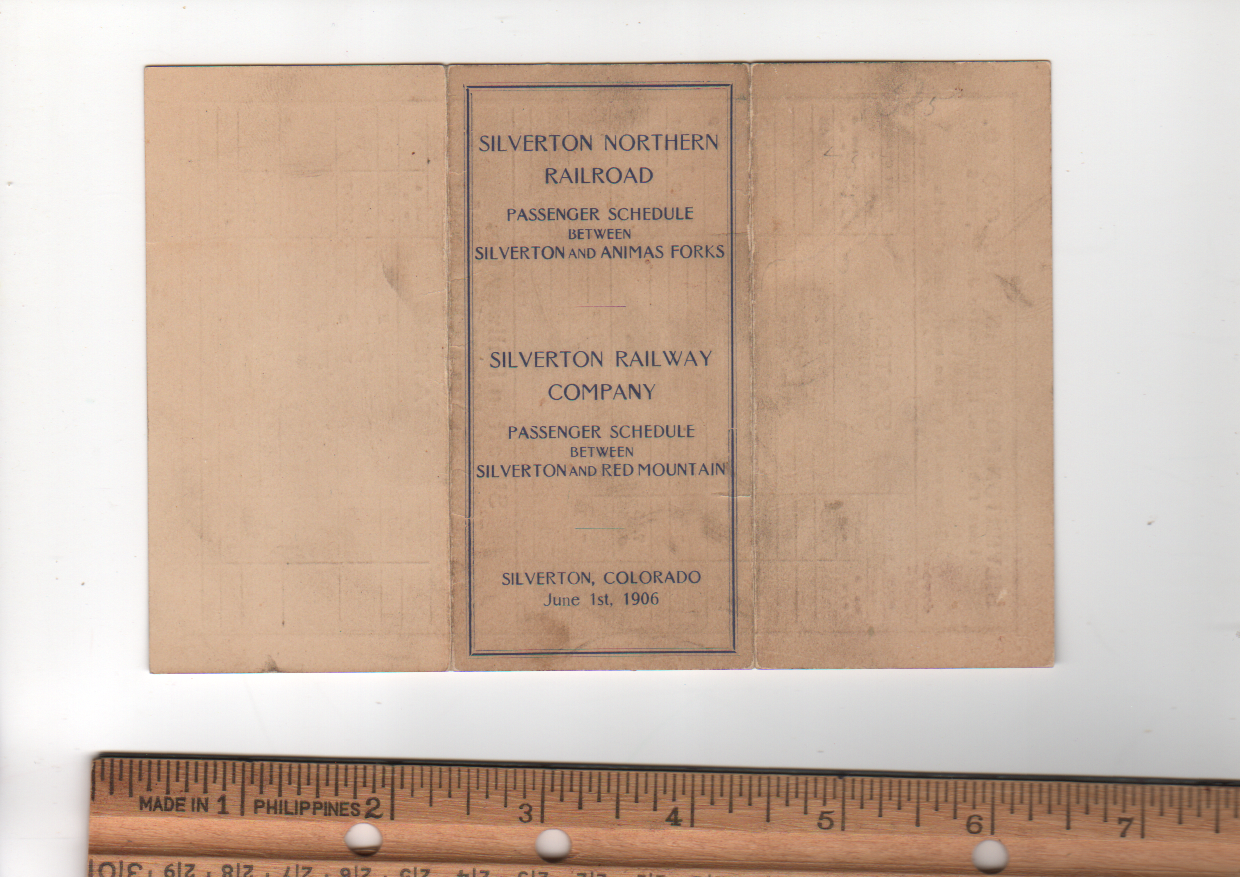 SILVERTON NORTHERN
RAILROAD
PASSENGER SCHEDULE
BETWEEN
SILVERTON AND ANIMAS FORKS
SILVERTON RAILWAY
COMPANY
PASSENGER SCHEDULE
BETWEEN
SILVERTON AND RED MOUNTAIN
SILVERTON, COLORADO
June 1st, 1906
MADE IN 1 PHILIPPINES 2 3 4 5 6 7